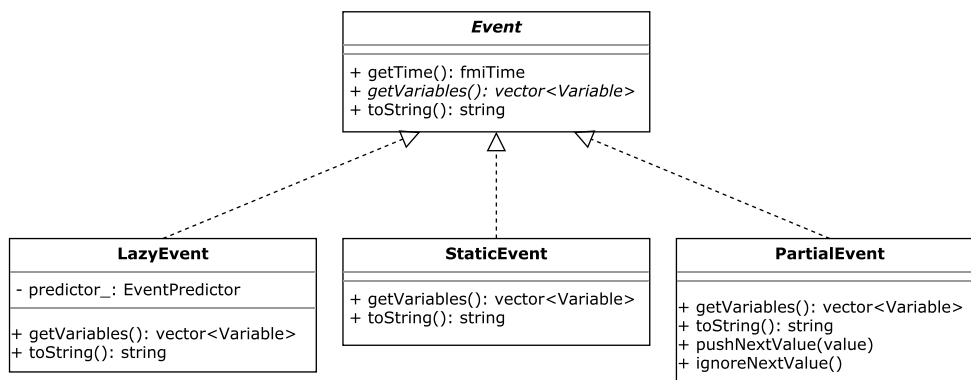 Event
+ getTime(): fmiTime
+ getVariables(): vector<Variable>
+ toString(): string
LazyEvent
- predictor_: EventPredictor
+ getVariables(): vector<Variable>
+ toString(): string
StaticEvent
+ getVariables(): vector<Variable>
+ toString(): string
PartialEvent
+ getVariables(): vector<Variable>
+ toString(): string
+ pushNextValue(value)
+ ignoreNextValue()